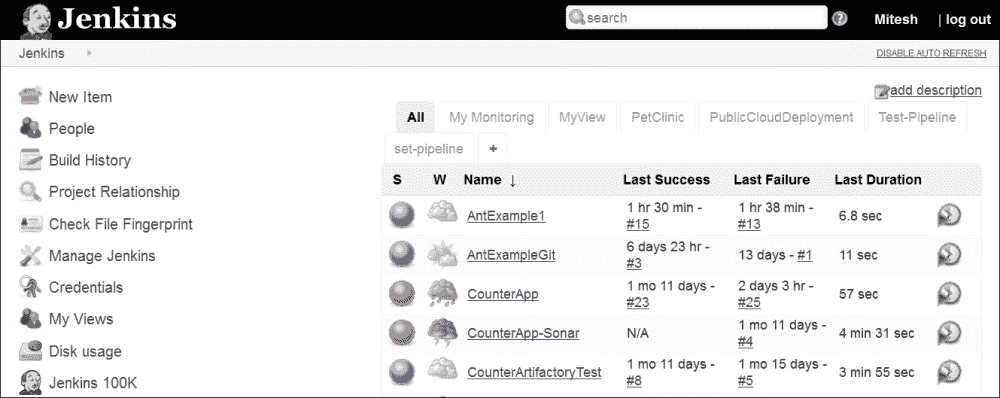 Jenkins
search
Mitesh | log out
Jenkins
DISABLE AUTO REFRESH
New Item
People
Build History
Project Relationship
Check File Fingerprint
Manage Jenkins
Credentials
My Views
Disk usage
Jenkins 100K
add description
All My Monitoring MyView PetClinic PublicCloudDeployment Test-Pipeline
set-pipeline +
S W Name ↓ Last Success Last Failure Last Duration
AntExample1 1 hr 30 min - #15 1 hr 38 min - #13 6.8 sec
AntExampleGit 6 days 23 hr - #3 13 days - #1 11 sec
CounterApp 1 mo 11 days - #23 2 days 3 hr - #25 57 sec
CounterApp-Sonar N/A 1 mo 11 days - #4 4 min 31 sec
CounterArtifactoryTest 1 mo 11 days - #8 1 mo 15 days - #5 3 min 55 sec